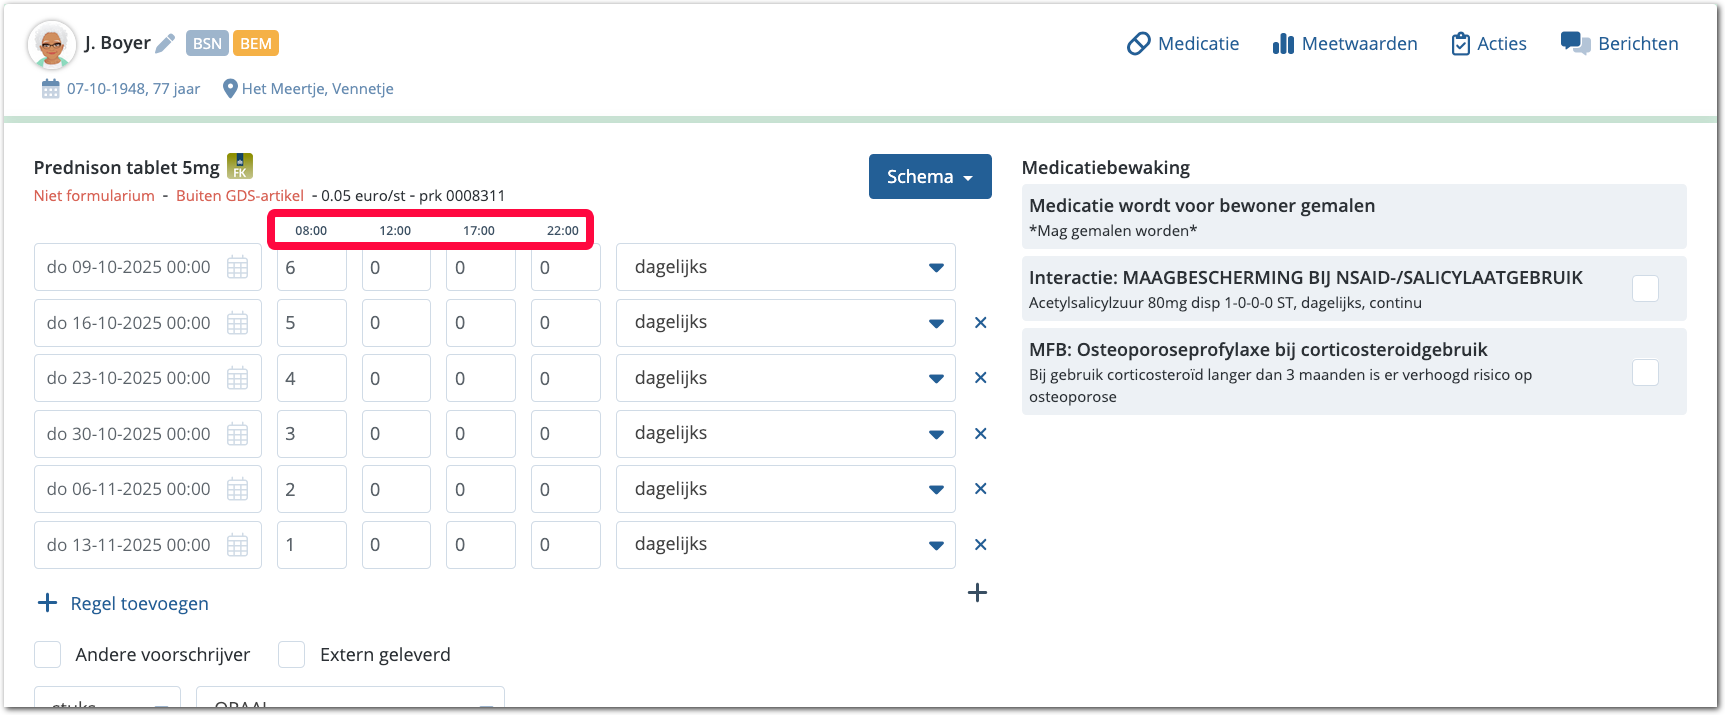 J. Boyer BSN BEM
Medicatie Meetwaarden Acties Berichten
07-10-1948, 77 jaar Het Meertje, Vennetje
Prednison tablet 5mg FK
Niet formularium - Buiten GDS-artikel - 0.05 euro/st - prk 0008311
Schema
08:00 12:00 17:00 22:00
do 09-10-2025 00:00 6 0 0 0 dagelijks
do 16-10-2025 00:00 5 0 0 0 dagelijks ×
do 23-10-2025 00:00 4 0 0 0 dagelijks ×
do 30-10-2025 00:00 3 0 0 0 dagelijks ×
do 06-11-2025 00:00 2 0 0 0 dagelijks ×
do 13-11-2025 00:00 1 0 0 0 dagelijks ×
+ Regel toevoegen +
Andere voorschrijver Extern geleverd
stuks ORAAL
Medicatiebewaking
Medicatie wordt voor bewoner gemalen
*Mag gemalen worden*
Interactie: MAAGBESCHERMING BIJ NSAID-/SALICYLAATGEBRUIK
Acetylsalicylzuur 80mg disp 1-0-0-0 ST, dagelijks, continu
MFB: Osteoporoseprofylaxe bij corticosteroidgebruik
Bij gebruik corticosteroïd langer dan 3 maanden is er verhoogd risico op
osteoporose